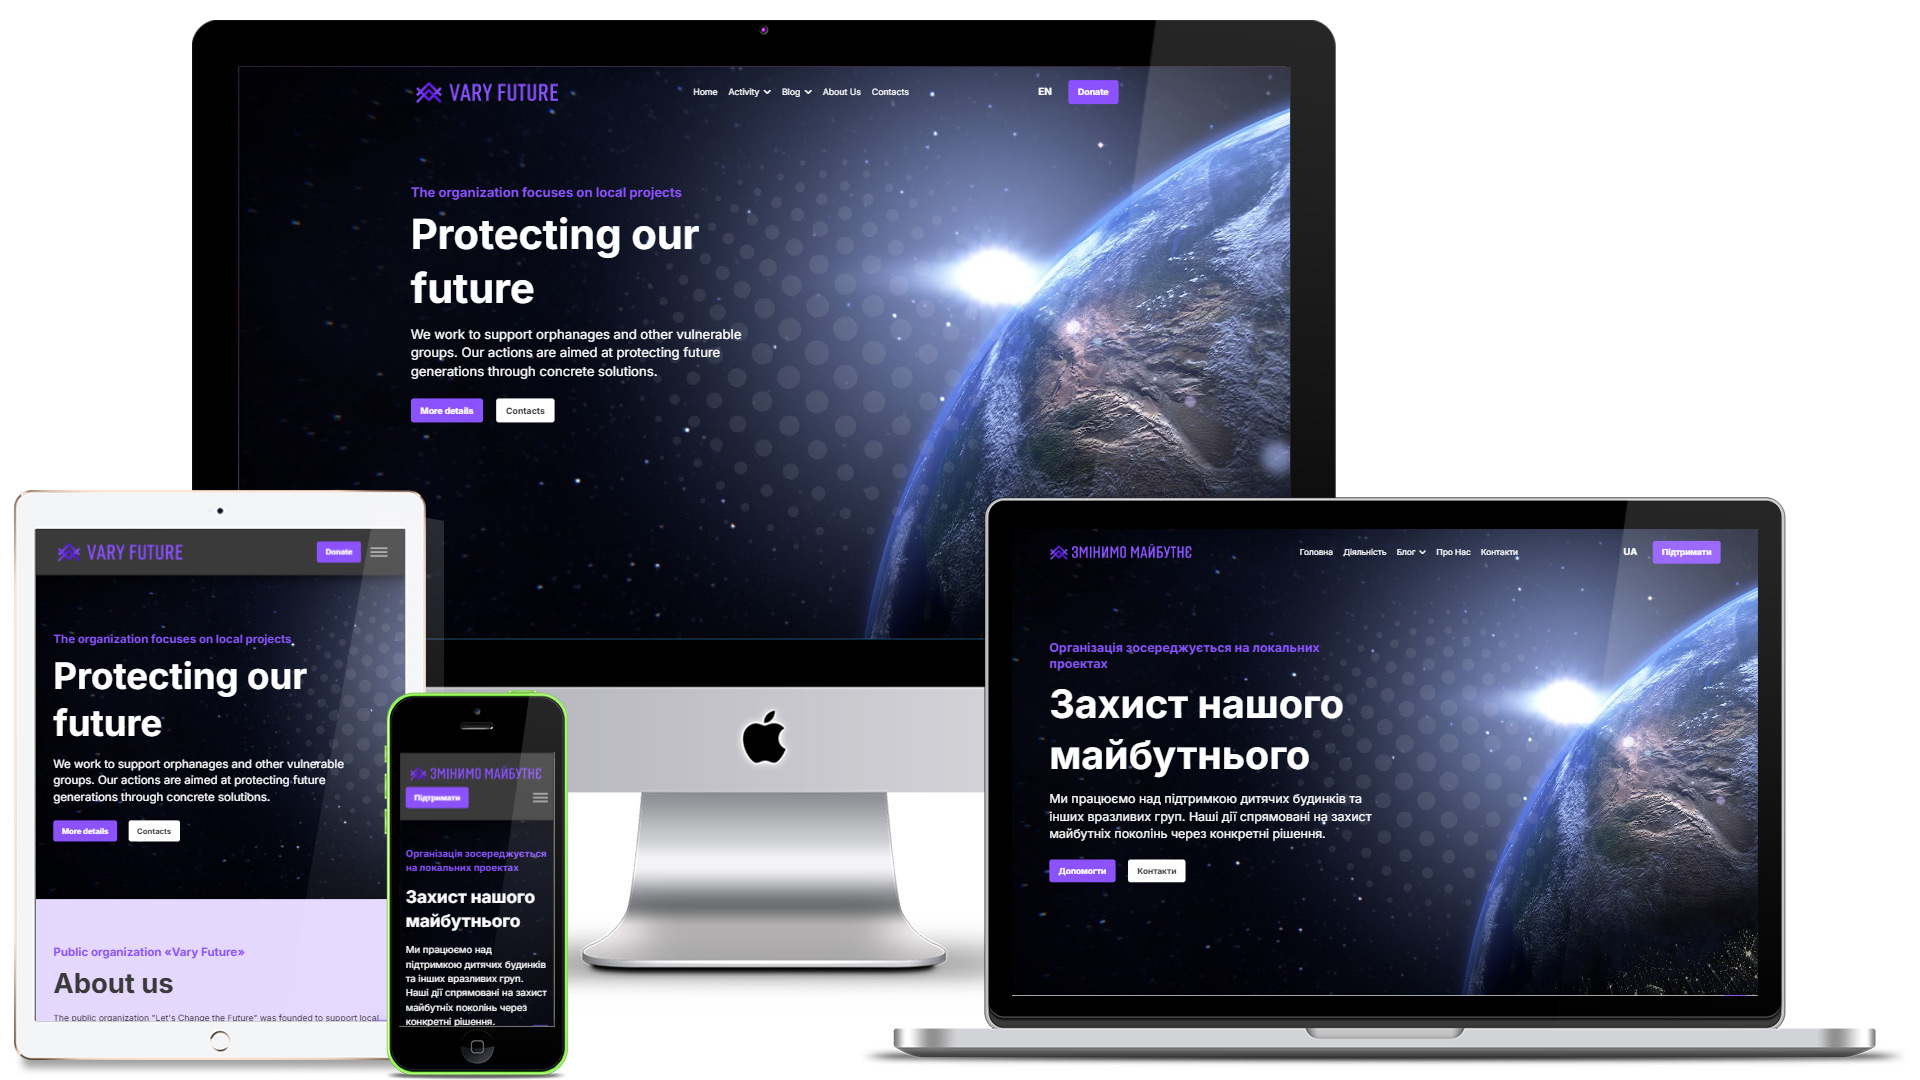 VARY FUTURE
Home Activity Blog About Us Contacts
EN Donate
The organization focuses on local projects
Protecting our
future
We work to support orphanages and other vulnerable
groups. Our actions are aimed at protecting future
generations through concrete solutions.
More details Contacts
VARY FUTURE
Donate
The organization focuses on local projects
Protecting our
future
We work to support orphanages and other vulnerable
groups. Our actions are aimed at protecting future
generations through concrete solutions.
More details Contacts
Public organization «Vary Future»
About us
The public organization "Let's Change the Future" was founded to support local
ЗМІНИМО МАЙБУТНЄ
Підтримати
Організація зосереджується
на локальних проектах
Захист нашого
майбутнього
Ми працюємо над
підтримкою дитячих будинків
та інших вразливих груп.
Наші дії спрямовані на захист
майбутніх поколінь через
конкретні рішення.
ЗМІНИМО МАЙБУТНЄ
Головна Діяльність Блог Про Нас Контакти
UA Підтримати
Організація зосереджується на локальних
проектах
Захист нашого
майбутнього
Ми працюємо над підтримкою дитячих будинків та
інших вразливих груп. Наші дії спрямовані на захист
майбутніх поколінь через конкретні рішення.
Допомогти Контакти